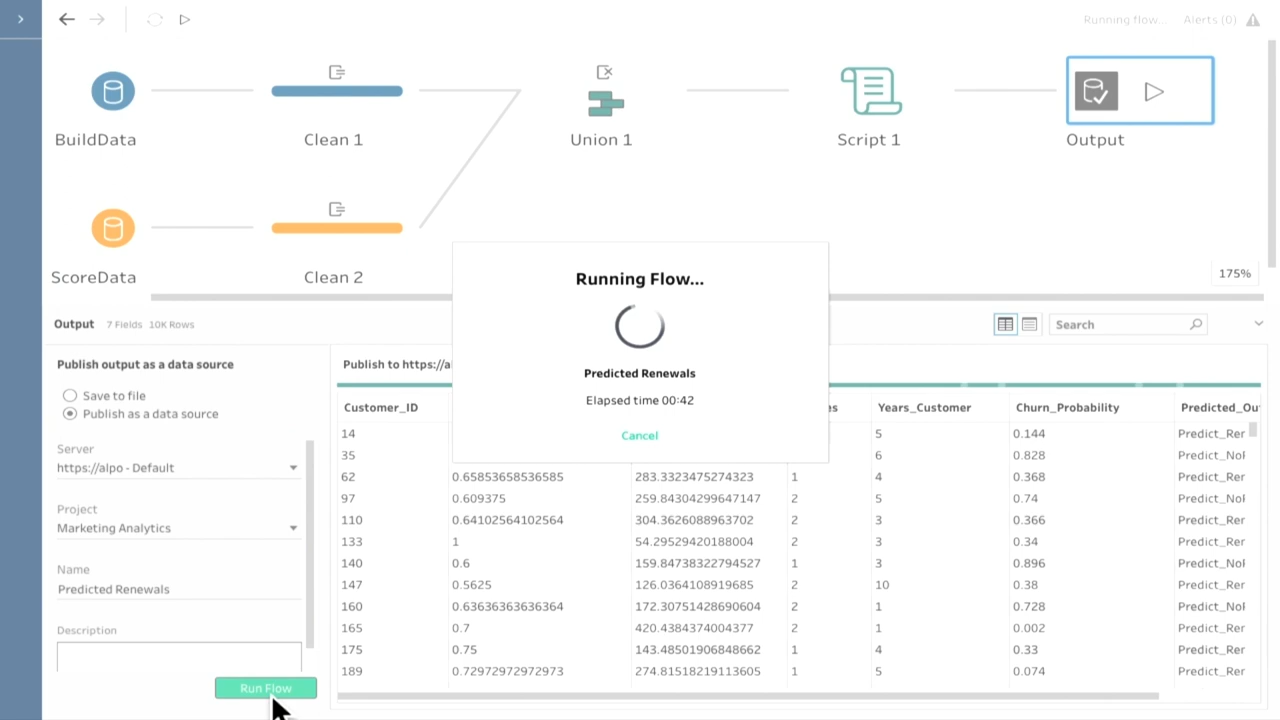 Running flow... Alerts (0)
BuildData Clean 1 Union 1 Script 1 Output
ScoreData Clean 2
175%
Running Flow...
Predicted Renewals
Elapsed time 00:42
Cancel
Output 7 Fields 10K Rows Search
Publish output as a data source
Save to file
Publish as a data source
Server
https://alpo - Default
Project
Marketing Analytics
Name
Predicted Renewals
Description
Run Flow
Publish to https://al
Customer_ID es Years_Customer Churn_Probability Predicted_Ou
14 5 0.144 Predict_Rer
35 6 0.828 Predict_Nol
62 0.65853658536585 283.3323475274323 1 4 0.368 Predict_Rer
97 0.609375 259.84304299647147 2 5 0.74 Predict_Nol
110 0.64102564102564 304.3626088963702 2 3 0.366 Predict_Rer
133 1 54.29529420188004 2 3 0.34 Predict_Rer
140 0.6 159.84738322794527 1 3 0.896 Predict_Nol
147 0.5625 126.0364108919685 2 10 0.38 Predict_Rer
160 0.63636363636364 172.30751428690604 2 1 0.728 Predict_Nol
165 0.7 420.4384374004377 2 1 0.002 Predict_Rer
175 0.75 143.48501906848662 1 4 0.33 Predict_Rer
189 0.72972972972973 274.81518219113605 1 5 0.074 Predict_Rer